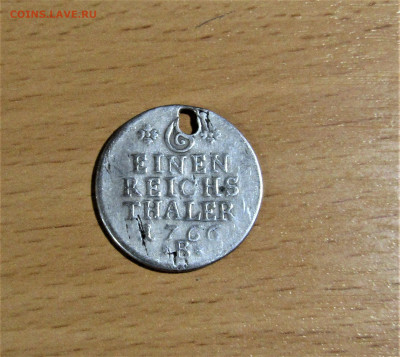 COINS.LAVE.RU
6
EINEN
REICHS
THALER
1766
B